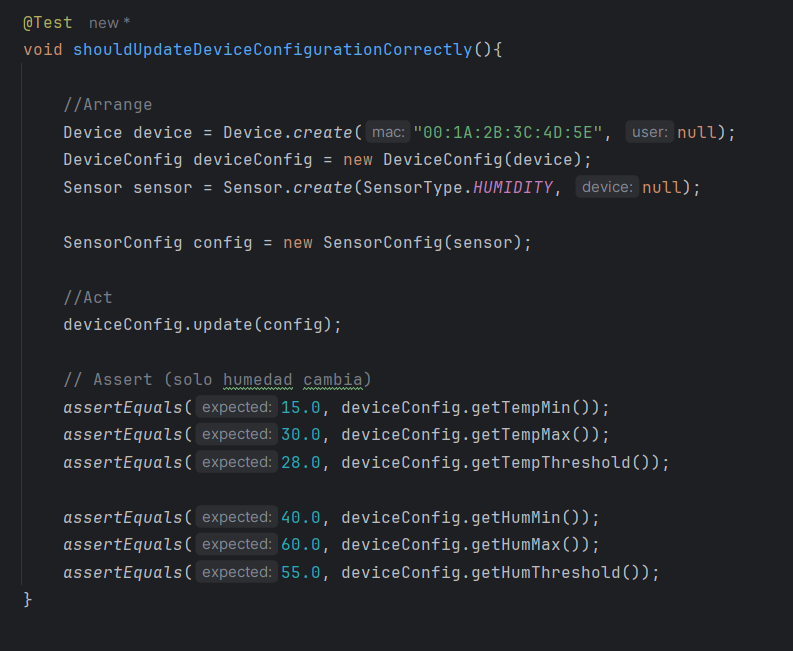 @Test new *
void shouldUpdateDeviceConfigurationCorrectly(){
//Arrange
Device device = Device.create( mac: "00:1A:2B:3C:4D:5E", user: null);
DeviceConfig deviceConfig = new DeviceConfig(device);
Sensor sensor = Sensor.create(SensorType.HUMIDITY, device: null);
SensorConfig config = new SensorConfig(sensor);
//Act
deviceConfig.update(config);
// Assert (solo humedad cambia)
assertEquals( expected: 15.0, deviceConfig.getTempMin());
assertEquals( expected: 30.0, deviceConfig.getTempMax());
assertEquals( expected: 28.0, deviceConfig.getTempThreshold());
assertEquals( expected: 40.0, deviceConfig.getHumMin());
assertEquals( expected: 60.0, deviceConfig.getHumMax());
assertEquals( expected: 55.0, deviceConfig.getHumThreshold());
}